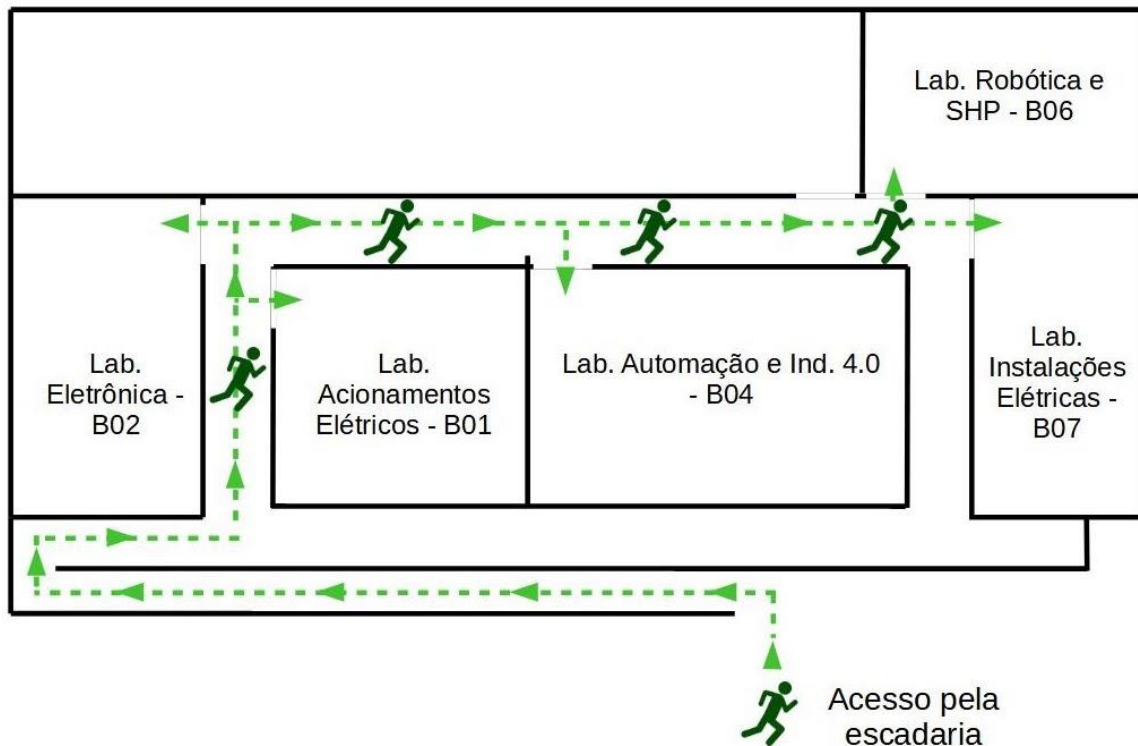 Lab. Robótica e
SHP - B06
Lab.
Eletrônica -
B02
Lab.
Acionamentos
Elétricos - B01
Lab. Automação e Ind. 4.0
- B04
Lab.
Instalações
Elétricas -
B07
Acesso pela
escadaria